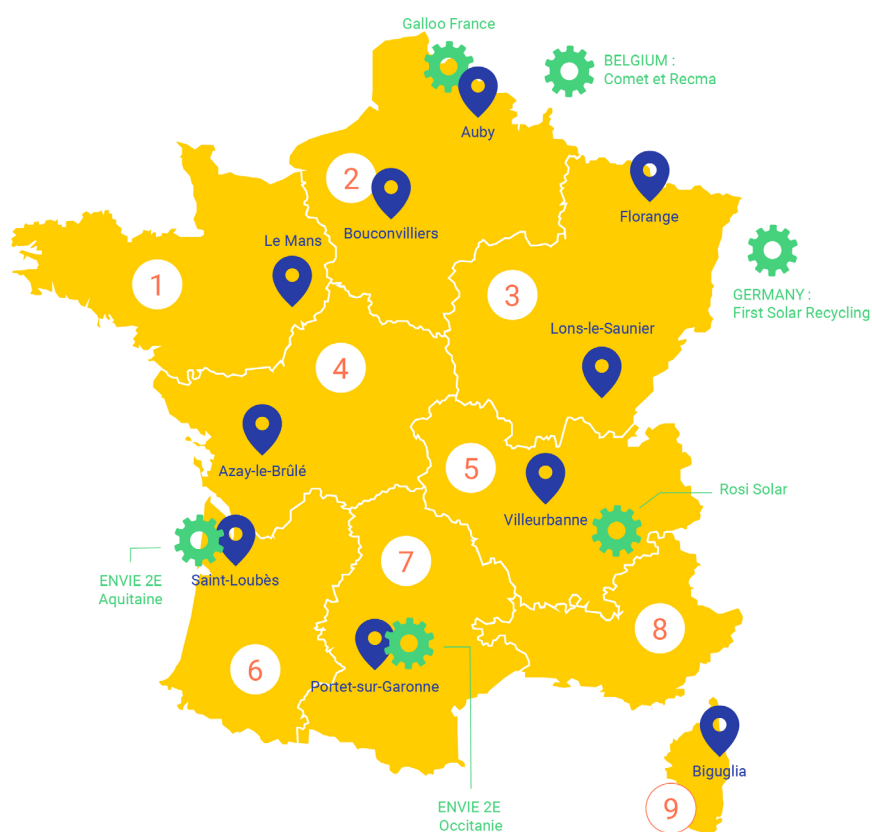 Galloo France
BELGIUM :
Comet et Recma
Auby
2
Bouconvilliers
Florange
Le Mans
1
3
GERMANY :
First Solar Recycling
Lons-le-Saunier
4
Azay-le-Brûlé
5
Villeurbanne
Rosi Solar
Saint-Loubès
ENVIE 2E
Aquitaine
7
8
6
Portet-sur-Garonne
Biguglia
9
ENVIE 2E
Occitanie